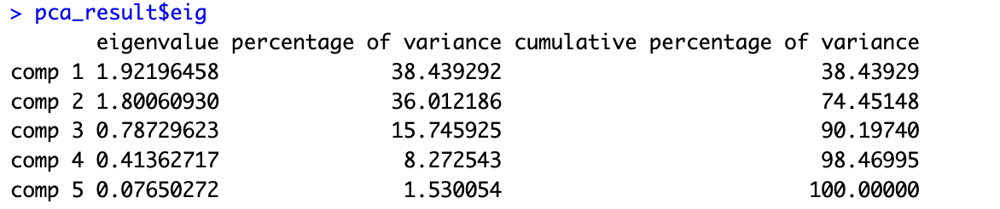 > pca_result$eig
eigenvalue percentage of variance cumulative percentage of variance
comp 1 1.92196458 38.439292 38.43929
comp 2 1.80060930 36.012186 74.45148
comp 3 0.78729623 15.745925 90.19740
comp 4 0.41362717 8.272543 98.46995
comp 5 0.07650272 1.530054 100.00000